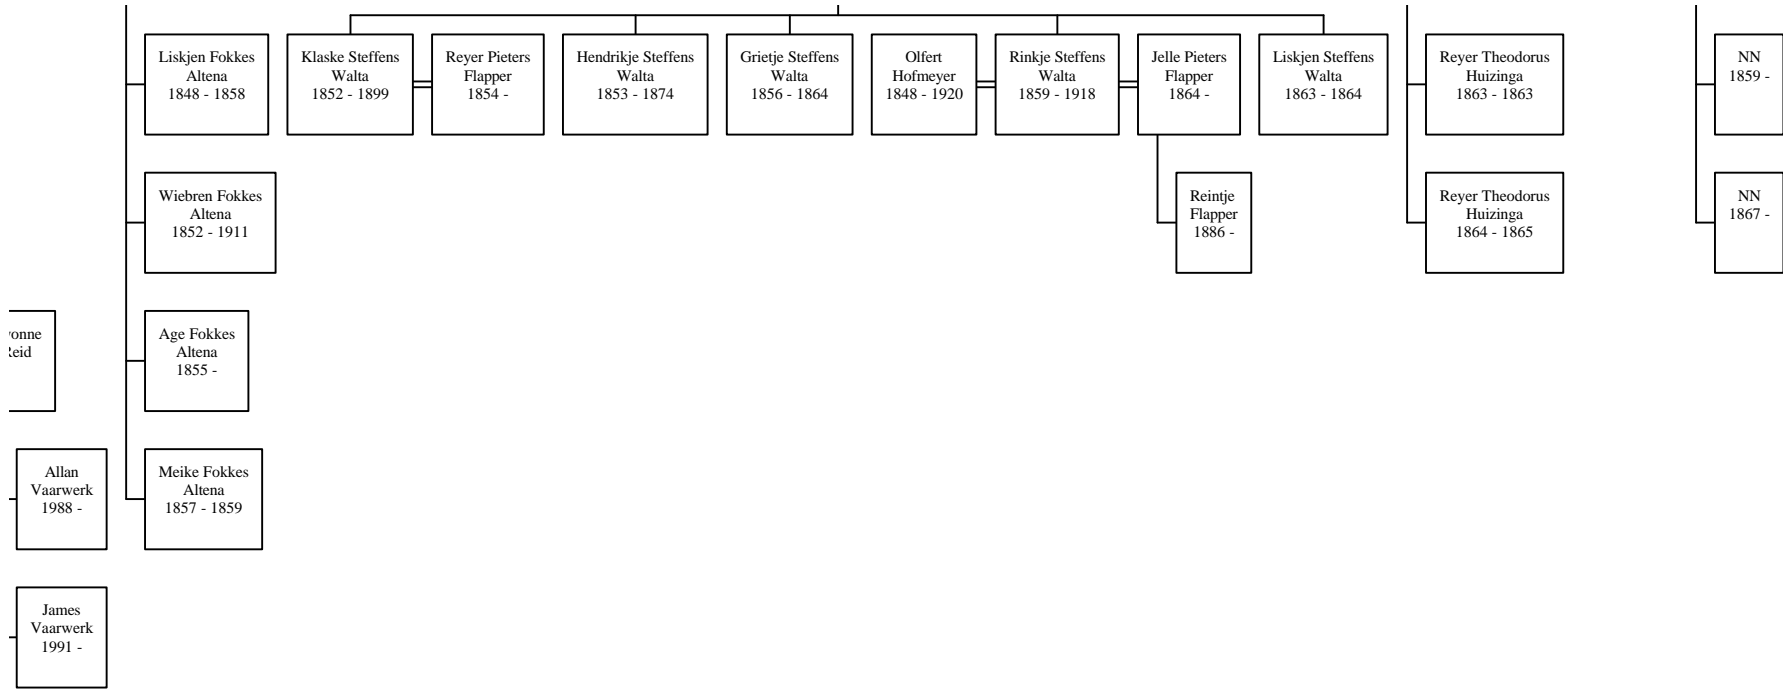 Liskjen Fokkes
Altena
1848 - 1858
Klaske Steffens
Walta
1852 - 1899
Reyer Pieters
Flapper
1854 -
Hendrikje Steffens
Walta
1853 - 1874
Grietje Steffens
Walta
1856 - 1864
Olfert
Hofmeyer
1848 - 1920
Rinkje Steffens
Walta
1859 - 1918
Jelle Pieters
Flapper
1864 -
Liskjen Steffens
Walta
1863 - 1864
Reyer Theodorus
Huizinga
1863 - 1863
NN
1859 -
Wiebren Fokkes
Altena
1852 - 1911
Reintje
Flapper
1886 -
Reyer Theodorus
Huizinga
1864 - 1865
NN
1867 -
Age Fokkes
Altena
1855 -
Allan
Vaarwerk
1988 -
Meike Fokkes
Altena
1857 - 1859
James
Vaarwerk
1991 -